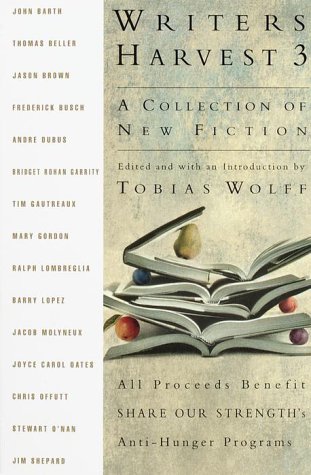 JOHN BARTH
THOMAS BELLER
JASON BROWN
FREDERICK BUSCH
ANDRE DUBUS
BRIDGET ROHAN GARRITY
TIM GAUTREAUX
MARY GORDON
RALPH LOMBREGLIA
BARRY LOPEZ
JACOB MOLYNEUX
JOYCE CAROL OATES
CHRIS OFFUTT
STEWART O'NAN
JIM SHEPARD
WRITERS
HARVEST 3
A COLLECTION OF
NEW FICTION
Edited and with an Introduction by
TOBIAS WOLFF
All Proceeds Benefit
SHARE OUR STRENGTH's
Anti-Hunger Programs